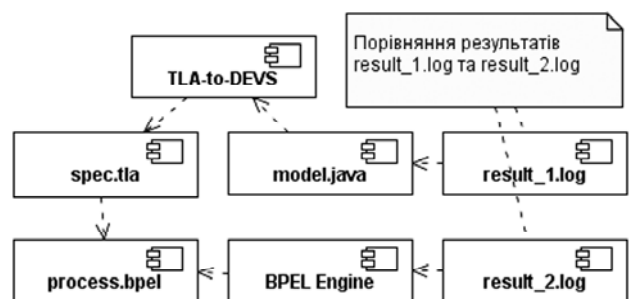 TLA-to-DEVS
Порівняння результатів
result_1.log та result_2.log
spec.tla
model.java
result_1.log
process.bpel
BPEL Engine
result_2.log